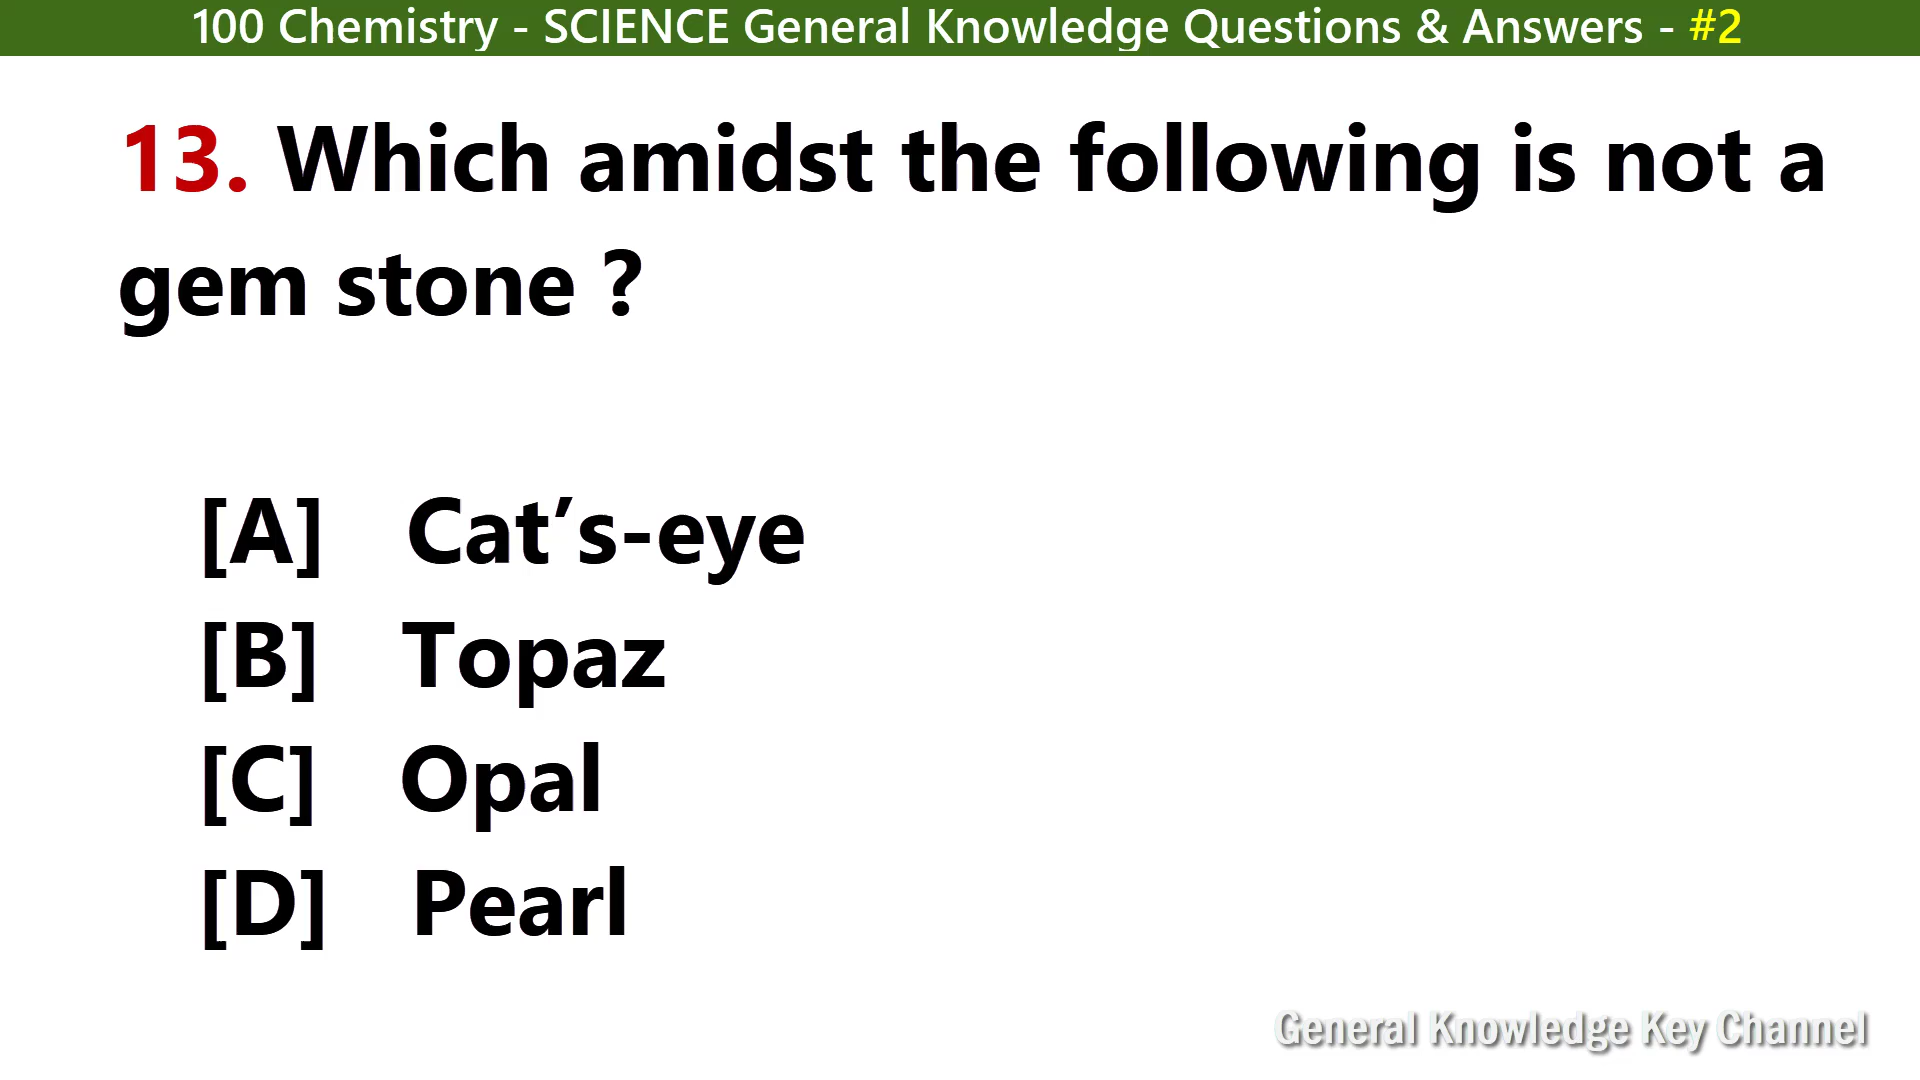 100 Chemistry - SCIENCE General Knowledge Questions & Answers - #2
13. Which amidst the following is not a
gem stone ?
[A] Cat’s-eye
[B] Topaz
[C] Opal
[D] Pearl
General Knowledge Key Channel